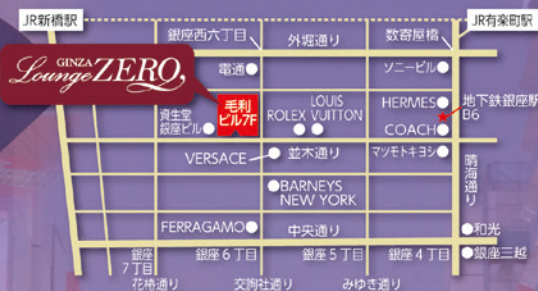 JR新橋駅
JR有楽町駅
銀座西六丁目
外堀通り
数寄屋橋
GINZA
Lounge ZERO,
電通
ソニービル
毛利
ビル7F
資生堂
銀座ビル
LOUIS
ROLEX VUITTON
HERMES
地下鉄銀座駅
B6
COACH
VERSACE
並木通り
マツモトキヨシ
晴海通り
BARNEYS
NEW YORK
FERRAGAMO
中央通り
和光
銀座
7丁目
銀座6丁目
銀座5丁目
銀座4丁目
銀座三越
花椿通り
交詢社通り
みゆき通り